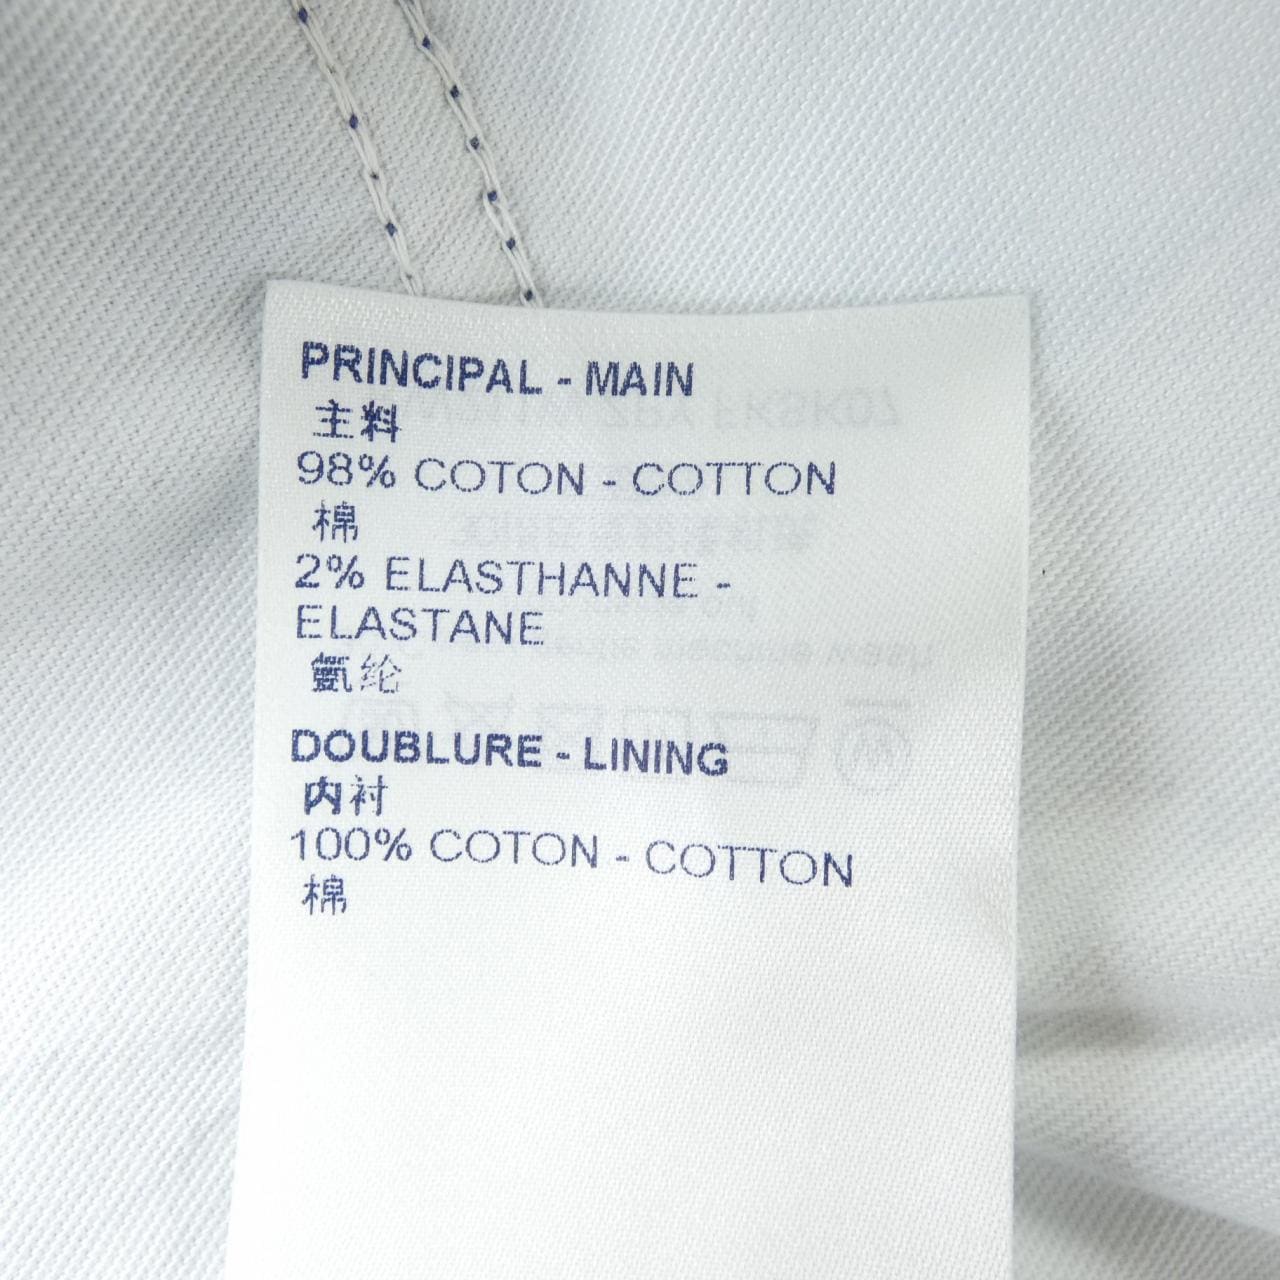 PRINCIPAL - MAIN
主料
98% COTON - COTTON
棉
2% ELASTHANNE -
ELASTANE
氨纶
DOUBLURE - LINING
内衬
100% COTON - COTTON
棉